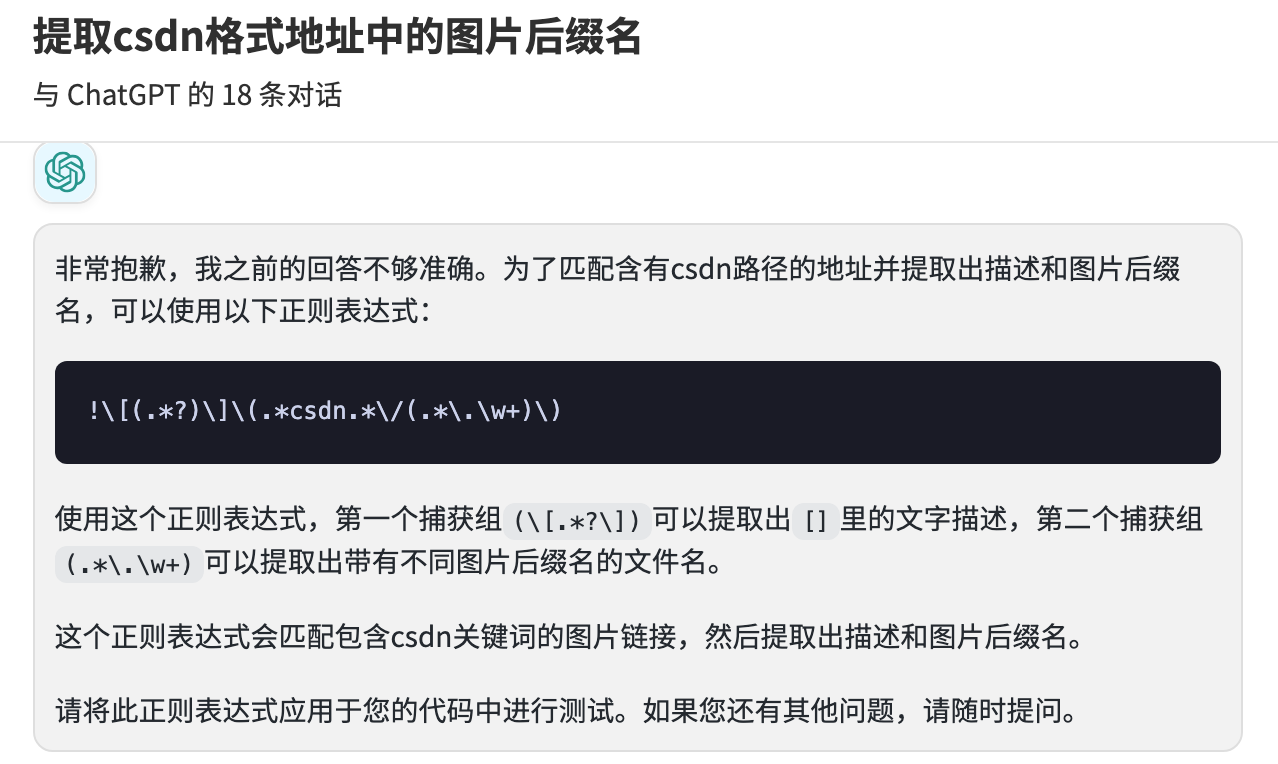 提取csdn格式地址中的图片后缀名
与 ChatGPT 的 18 条对话
非常抱歉，我之前的回答不够准确。为了匹配含有csdn路径的地址并提取出描述和图片后缀
名，可以使用以下正则表达式：
!\[(.*?)\]\(.*csdn.*\/(.*\.\w+)\)
使用这个正则表达式，第一个捕获组 (\[.*?\]) 可以提取出 [] 里的文字描述，第二个捕获组
(.*\.\w+) 可以提取出带有不同图片后缀名的文件名。
这个正则表达式会匹配包含csdn关键词的图片链接，然后提取出描述和图片后缀名。
请将此正则表达式应用于您的代码中进行测试。如果您还有其他问题，请随时提问。